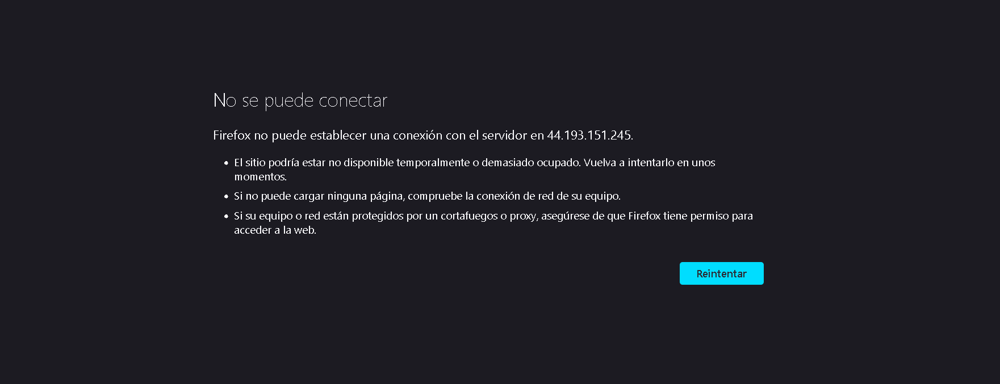 No se puede conectar
Firefox no puede establecer una conexión con el servidor en 44.193.151.245.
• El sitio podría estar no disponible temporalmente o demasiado ocupado. Vuelva a intentarlo en unos
momentos.
• Si no puede cargar ninguna página, compruebe la conexión de red de su equipo.
• Si su equipo o red están protegidos por un cortafuegos o proxy, asegúrese de que Firefox tiene permiso para
acceder a la web.
Reintentar